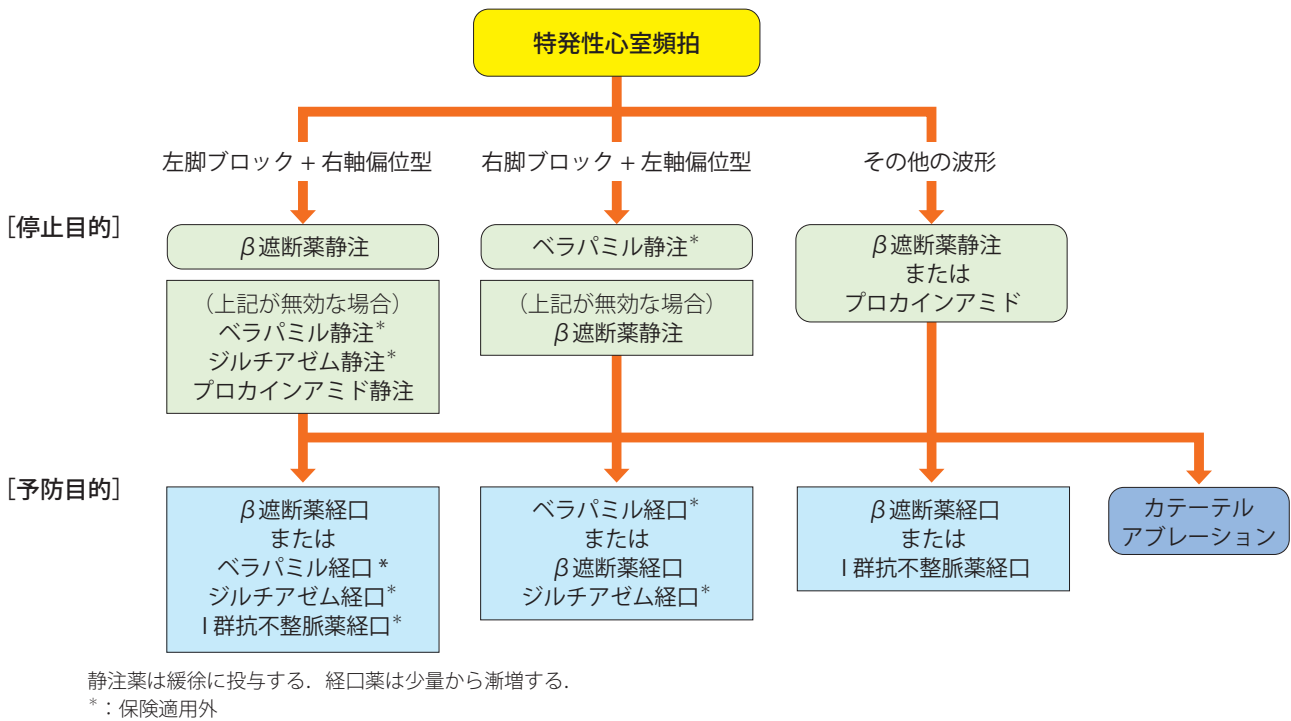 特発性心室頻拍
左脚ブロック + 右軸偏位型
右脚ブロック + 左軸偏位型
その他の波形
[停止目的]
β遮断薬静注
(上記が無効な場合)
ベラパミル静注*
ジルチアゼム静注*
プロカインアミド静注
ベラパミル静注*
(上記が無効な場合)
β遮断薬静注
β遮断薬静注
または
プロカインアミド
[予防目的]
β遮断薬経口
または
ベラパミル経口*
ジルチアゼム経口*
I群抗不整脈薬経口*
ベラパミル経口*
または
β遮断薬経口
ジルチアゼム経口*
β遮断薬経口
または
I群抗不整脈薬経口
カテーテル
アブレーション
静注薬は緩徐に投与する．経口薬は少量から漸増する．
*：保険適用外